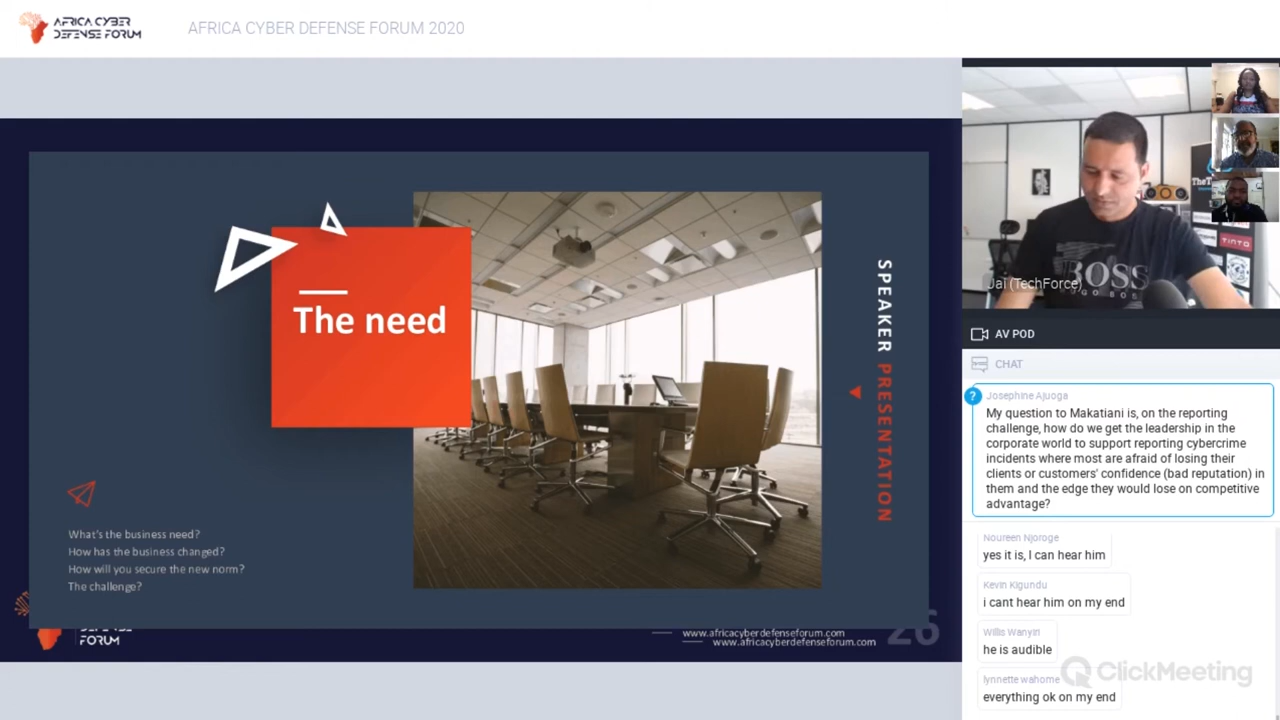 AFRICA CYBER
DEFENSE FORUM
AFRICA CYBER DEFENSE FORUM 2020
The need
SPEAKER PRESENTATION
What's the business need?
How has the business changed?
How will you secure the new norm?
The challenge?
DEFENSE
FORUM
www.africacyberdefenseforum.com
www.africacyberdefenseforum.com
26
TINTO
BOSS
Jai (TechForce)
AV POD
CHAT
?
Josephine Ajuoga
My question to Makatiani is, on the reporting
challenge, how do we get the leadership in the
corporate world to support reporting cybercrime
incidents where most are afraid of losing their
clients or customers' confidence (bad reputation) in
them and the edge they would lose on competitive
advantage?
Noureen Njoroge
yes it is, I can hear him
Kevin Kigundu
i cant hear him on my end
Willis Wanyiri
he is audible
lynnette wahome
everything ok on my end
ClickMeeting